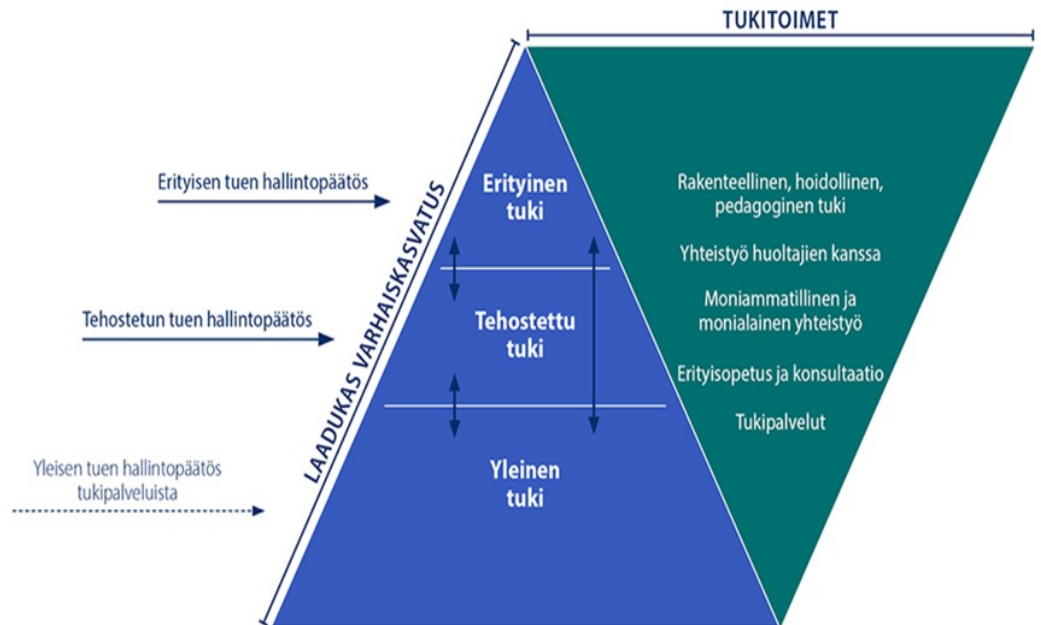 TUKITOIMET
Erityisen tuen hallintopäätös
Tehostetun tuen hallintopäätös
Yleisen tuen hallintopäätös
tukipalveluista
LAADUKAS VARHAISKASVATUS
Erityinen
tuki
Tehostettu
tuki
Yleinen
tuki
Rakenteellinen, hoidollinen,
pedagoginen tuki
Yhteistyö huoltajien kanssa
Moniammatillinen ja
monialainen yhteistyö
Erityisopetus ja konsultaatio
Tukipalvelut